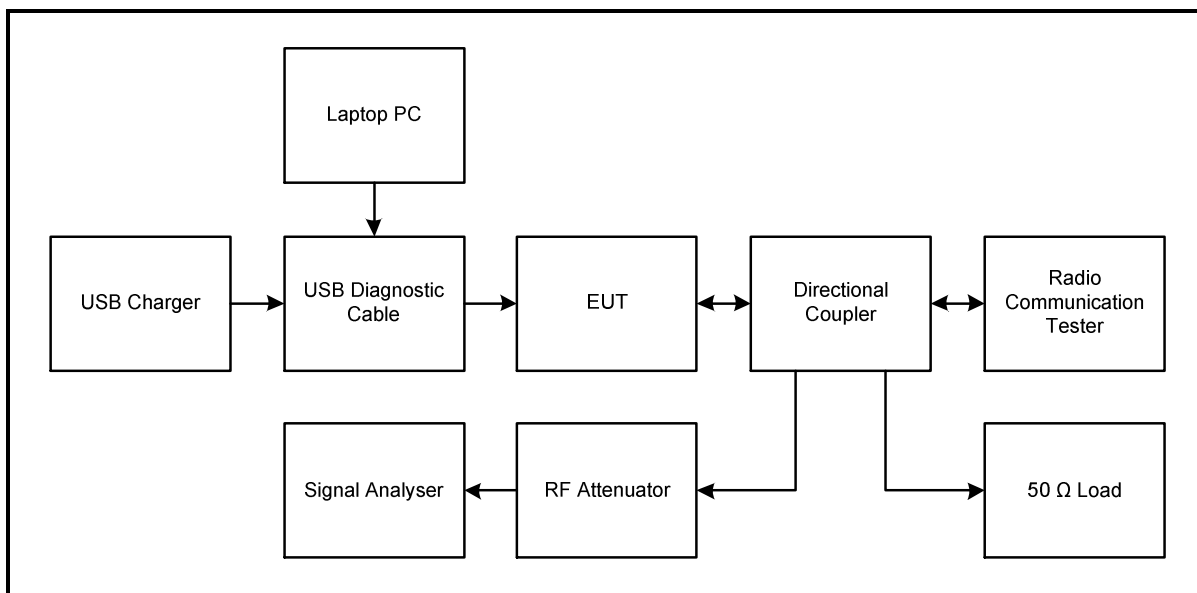 Laptop PC
USB Charger
USB Diagnostic
Cable
EUT
Directional
Coupler
Radio
Communication
Tester
Signal Analyser
RF Attenuator
50 Ω Load